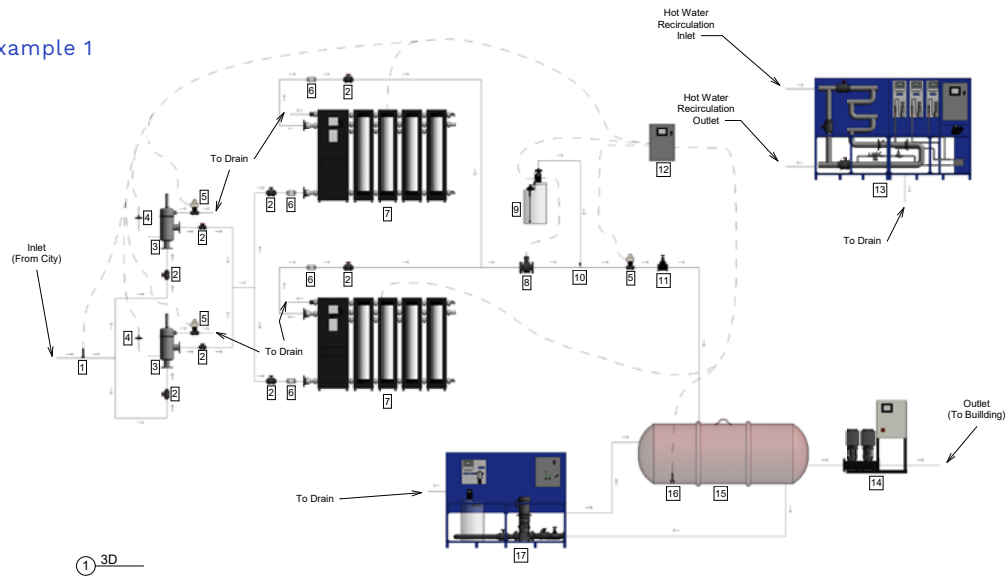 xample 1
Hot Water
Recirculation
Inlet
Hot Water
Recirculation
Outlet
6
2
To Drain
12
13
5
4
2
3
2
6
7
9
To Drain
Inlet
(From City)
2
6
2
5
8
10
11
5
4
2
3
1
To Drain
2
2
6
7
Outlet
(To Buillding)
14
To Drain
16
15
17
1
3D